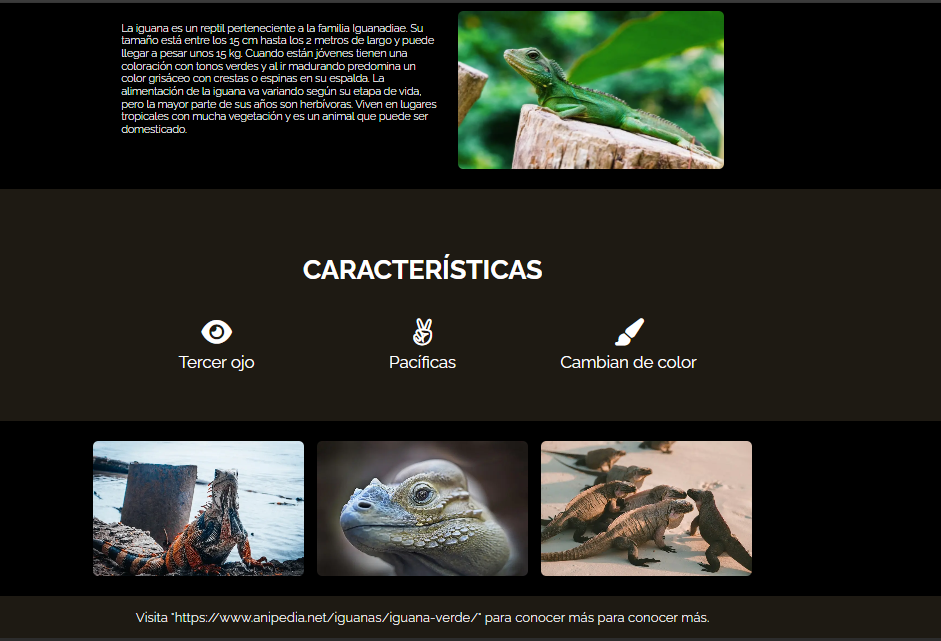 La iguana es un reptil perteneciente a la familia Iguanadiae. Su
tamaño está entre los 15 cm hasta los 2 metros de largo y puede
llegar a pesar unos 15 kg. Cuando están jóvenes tienen una
coloración con tonos verdes y al ir madurando predomina un
color grisáceo con crestas o espinas en su espalda. La
alimentación de la iguana va variando según su etapa de vida,
pero la mayor parte de sus años son herbívoras. Viven en lugares
tropicales con mucha vegetación y es un animal que puede ser
domesticado.
CARACTERÍSTICAS
Tercer ojo
Pacíficas
Cambian de color
Visita "https://www.anipedia.net/iguanas/iguana-verde/" para conocer más para conocer más.